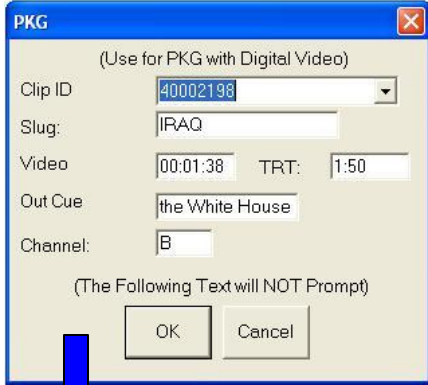 PKG
(Use for PKG with Digital Video)
Clip ID 40002198
Slug: IRAQ
Video 00:01:38 TRT: 1:50
Out Cue the White House
Channel: B
(The Following Text will NOT Prompt)
OK Cancel